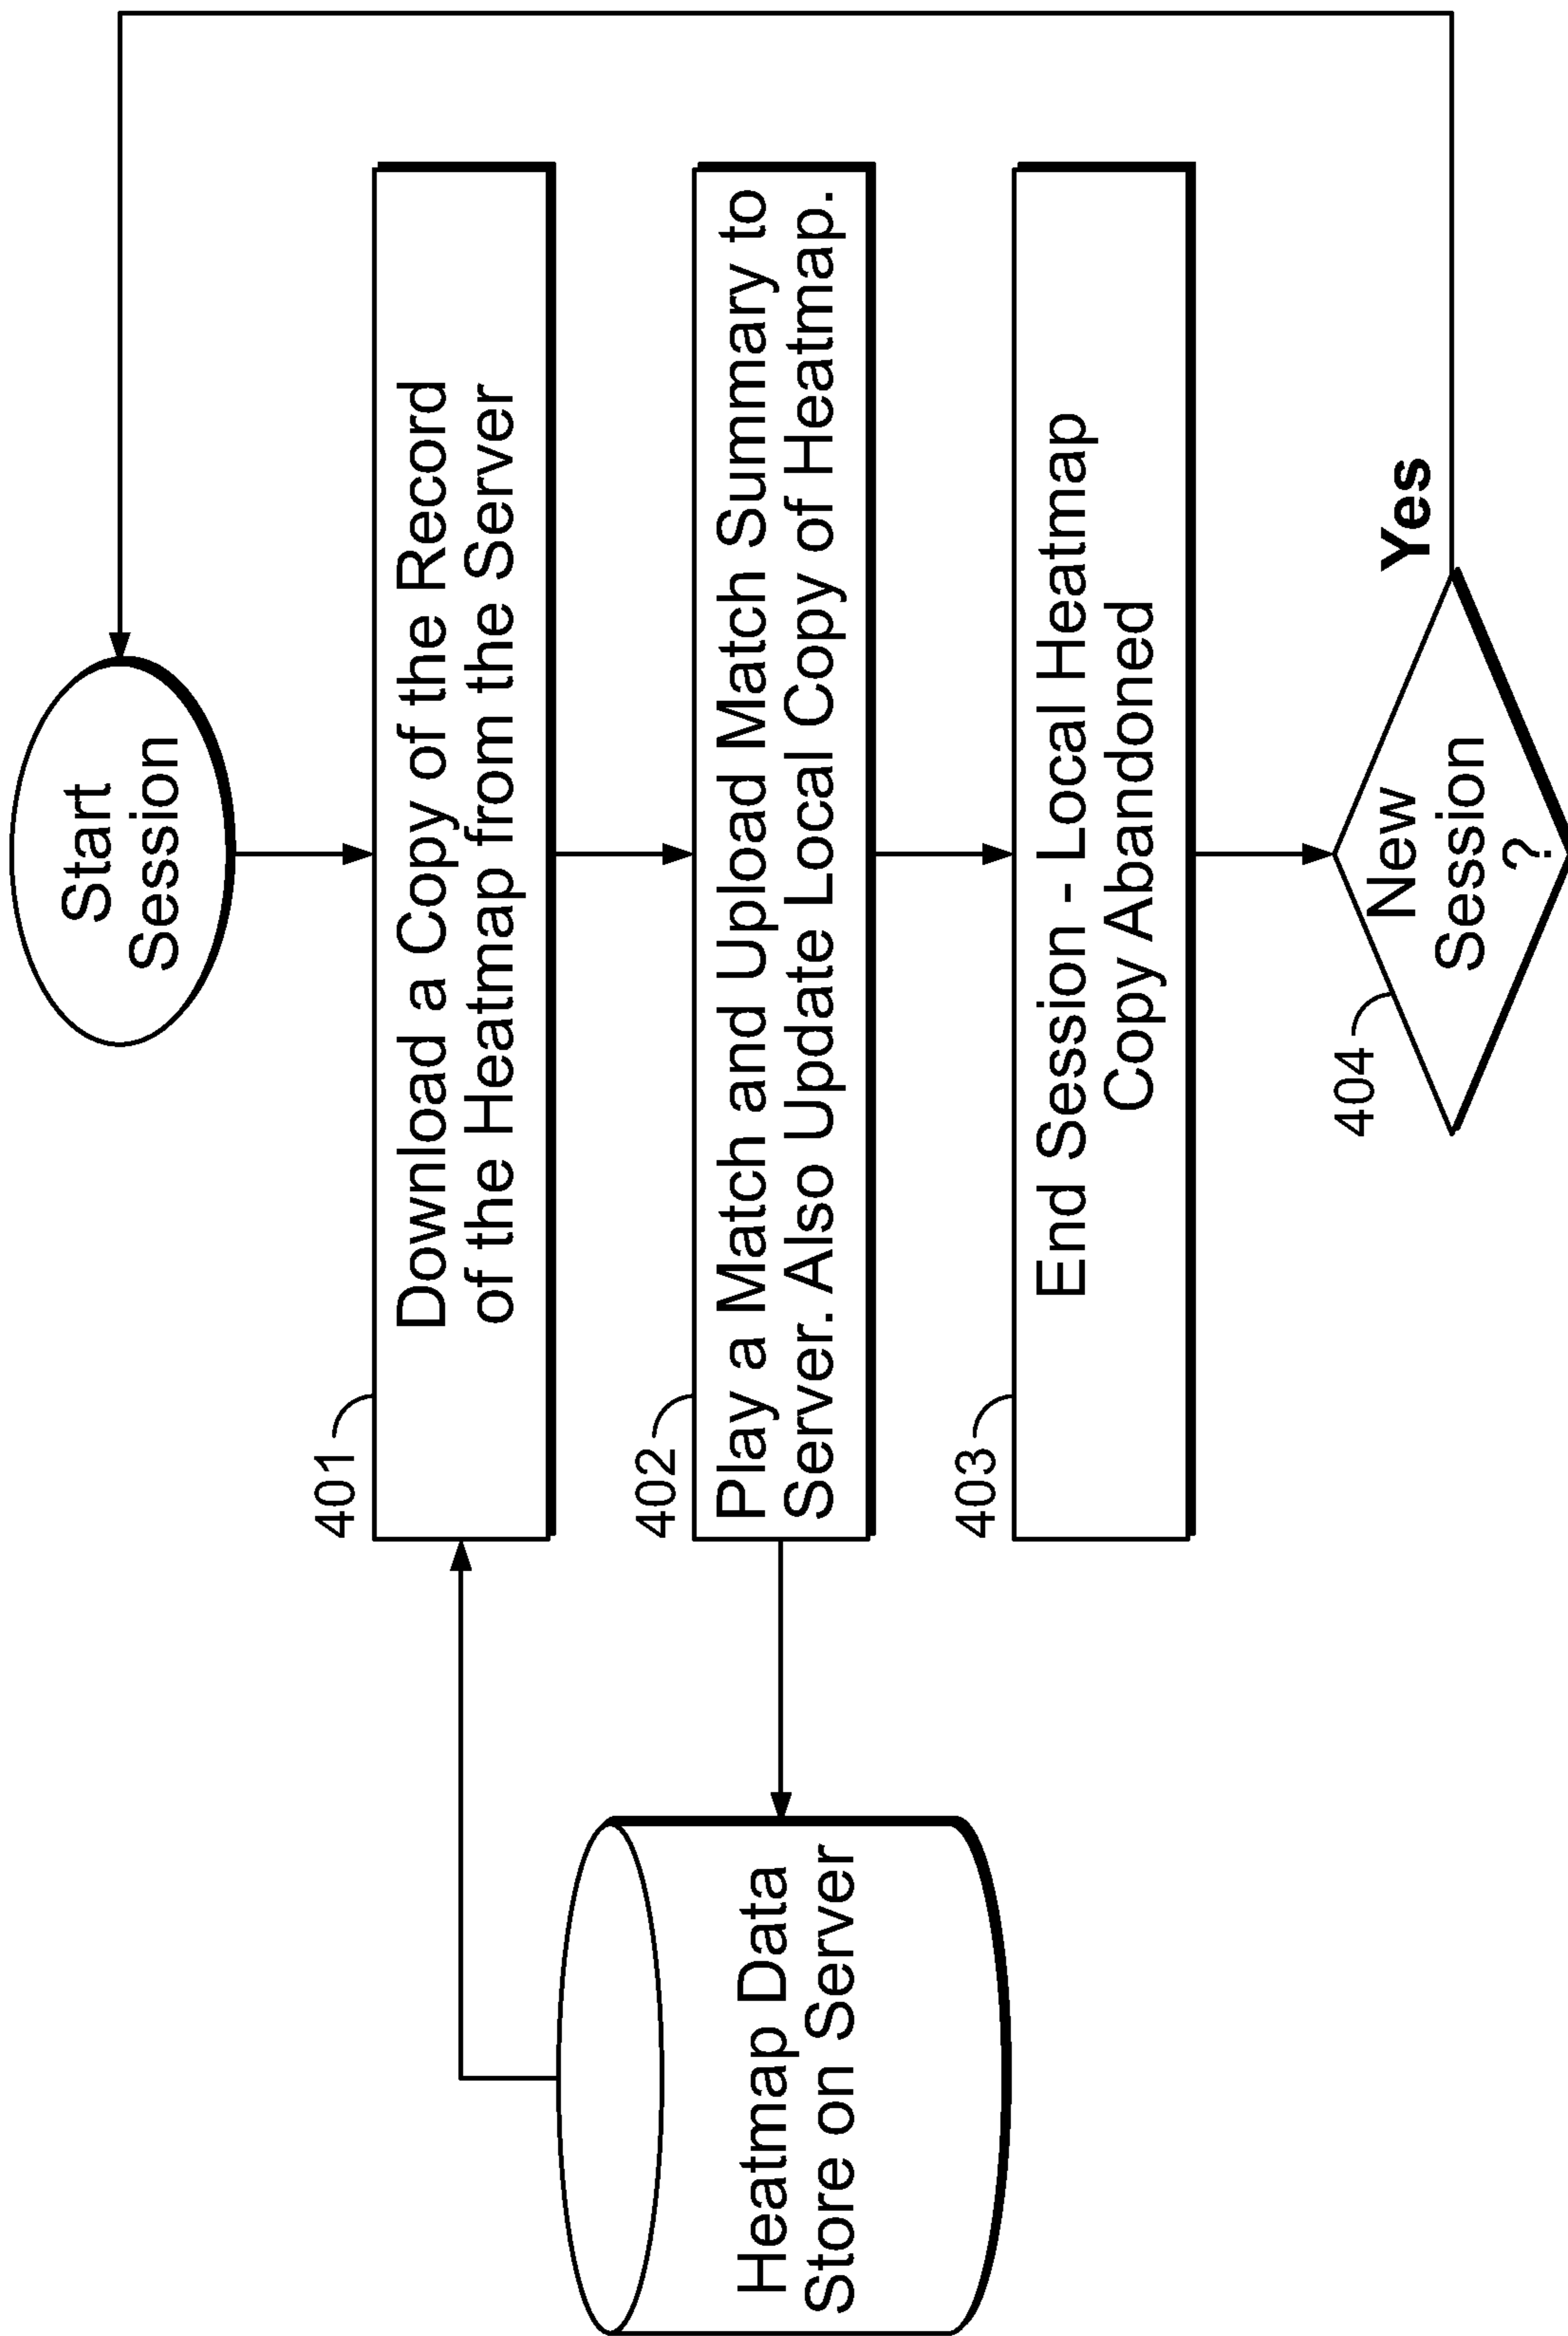 Start
Session
401
Download a Copy of the Record
of the Heatmap from the Server
402
Play a Match and Upload Match Summary to
Server. Also Update Local Copy of Heatmap.
Heatmap Data
Store on Server
403
End Session - Local Heatmap
Copy Abandoned
404
New
Session
?
Yes